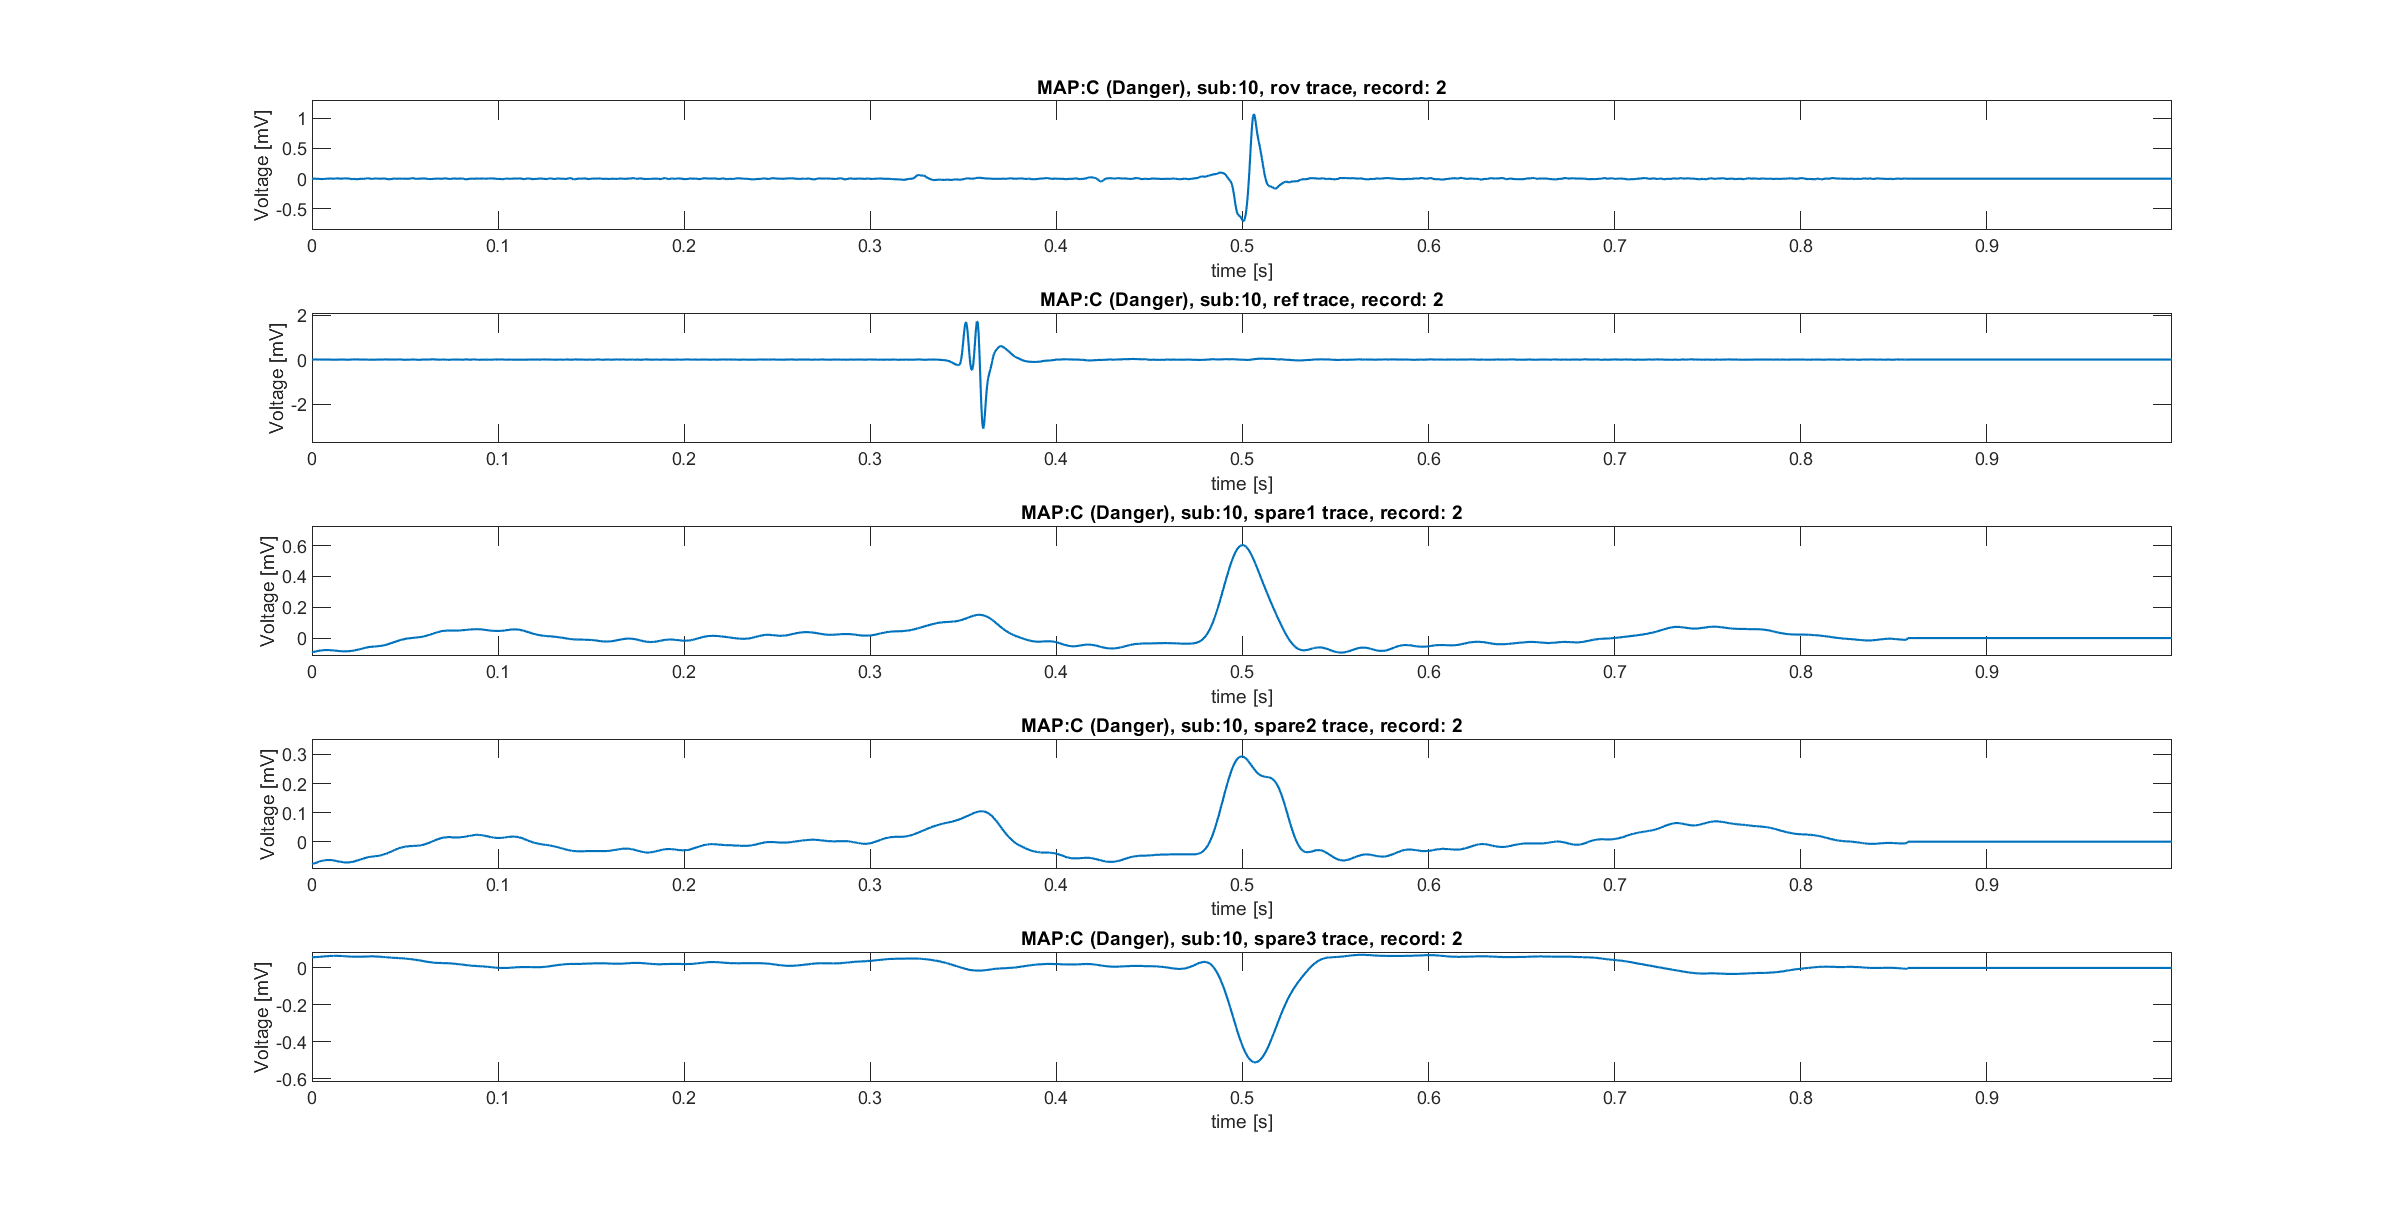 MAP:C (Danger), sub:10, rov trace, record: 2
Voltage [mV]
1
0.5
0
-0.5
0 0.1 0.2 0.3 0.4 0.5 0.6 0.7 0.8 0.9
time [s]
MAP:C (Danger), sub:10, ref trace, record: 2
Voltage [mV]
2
0
-2
0 0.1 0.2 0.3 0.4 0.5 0.6 0.7 0.8 0.9
time [s]
MAP:C (Danger), sub:10, spare1 trace, record: 2
Voltage [mV]
0.6
0.4
0.2
0
0 0.1 0.2 0.3 0.4 0.5 0.6 0.7 0.8 0.9
time [s]
MAP:C (Danger), sub:10, spare2 trace, record: 2
Voltage [mV]
0.3
0.2
0.1
0
0 0.1 0.2 0.3 0.4 0.5 0.6 0.7 0.8 0.9
time [s]
MAP:C (Danger), sub:10, spare3 trace, record: 2
Voltage [mV]
0
-0.2
-0.4
-0.6
0 0.1 0.2 0.3 0.4 0.5 0.6 0.7 0.8 0.9
time [s]